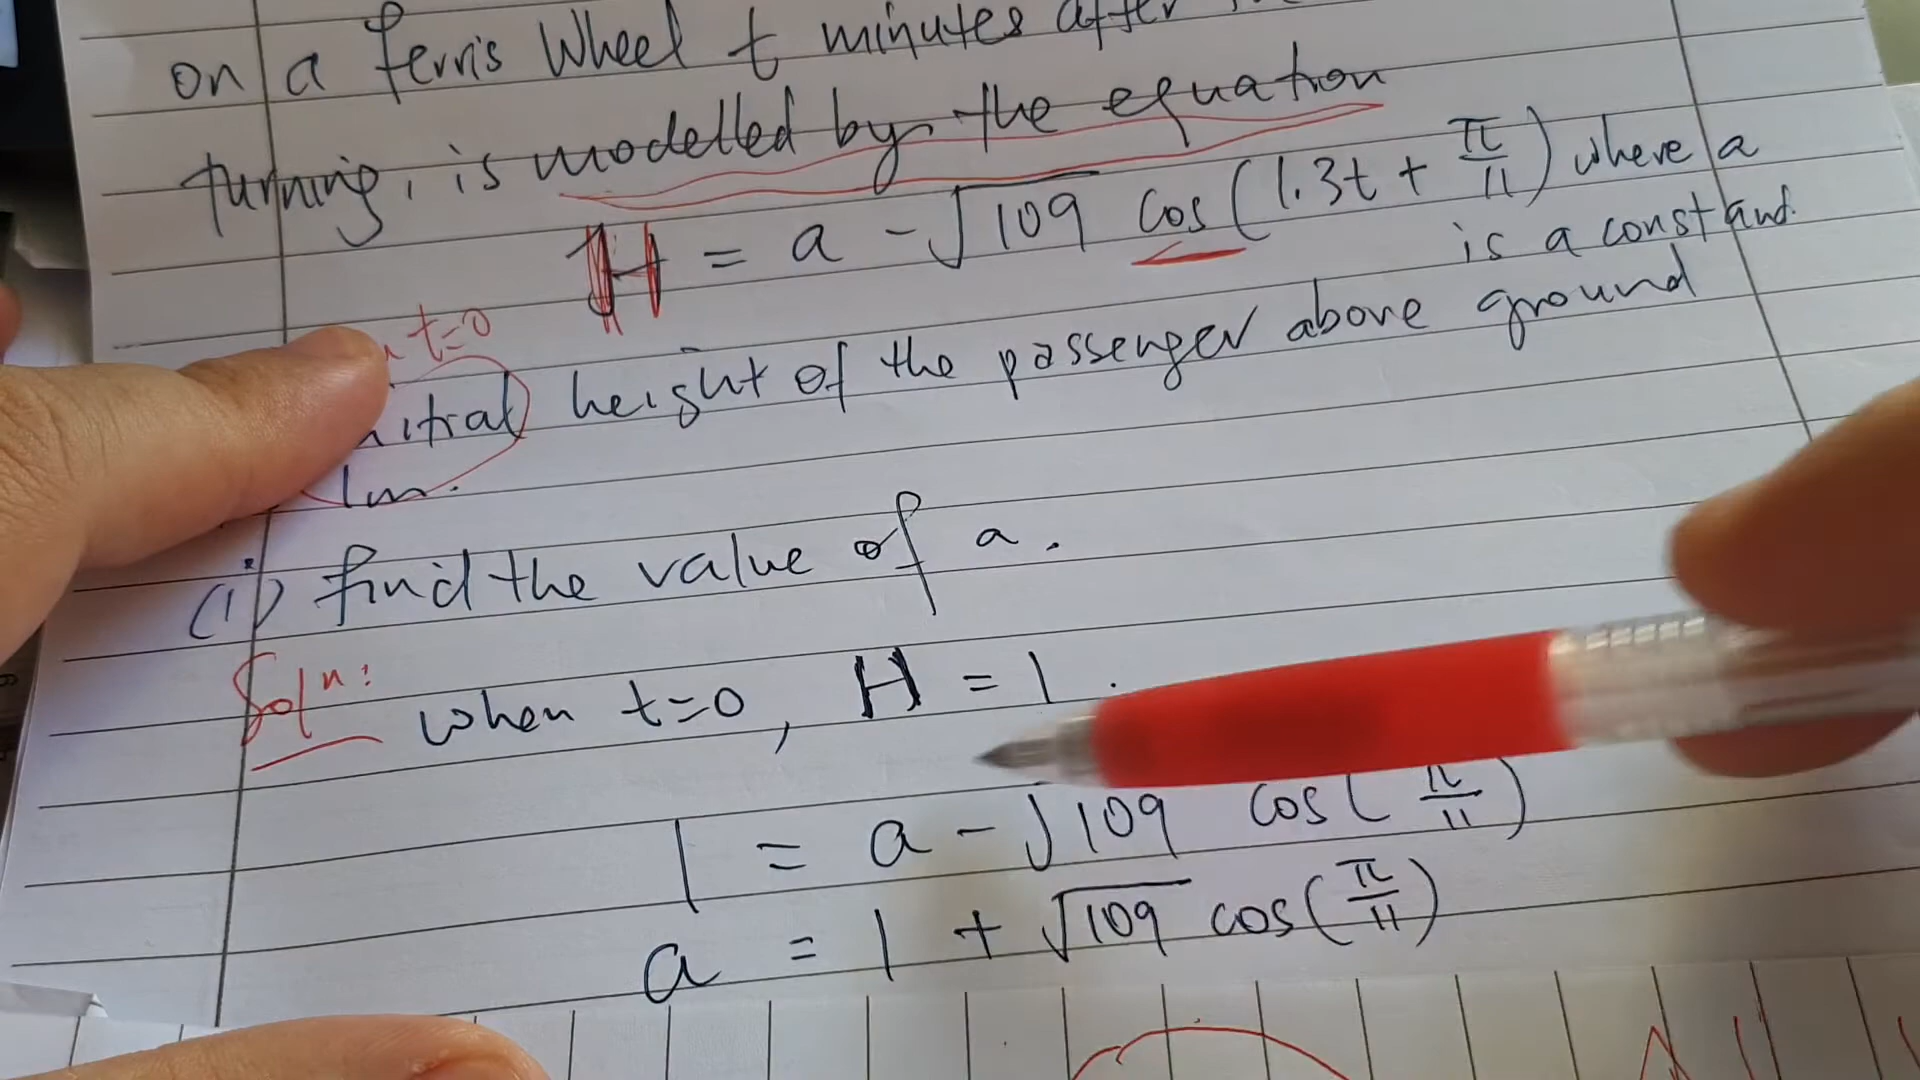 on a ferris Wheel t minutes after
turning, is modelled by the equation
H = a - √109 cos(1.3t + π/11) where a
is a constant.
t=0
height of the passenger above ground
1m.
(i) find the value of a.
Soln: when t=0, H = 1.
1 = a - √109 cos(π/11)
a = 1 + √109 cos(π/11)